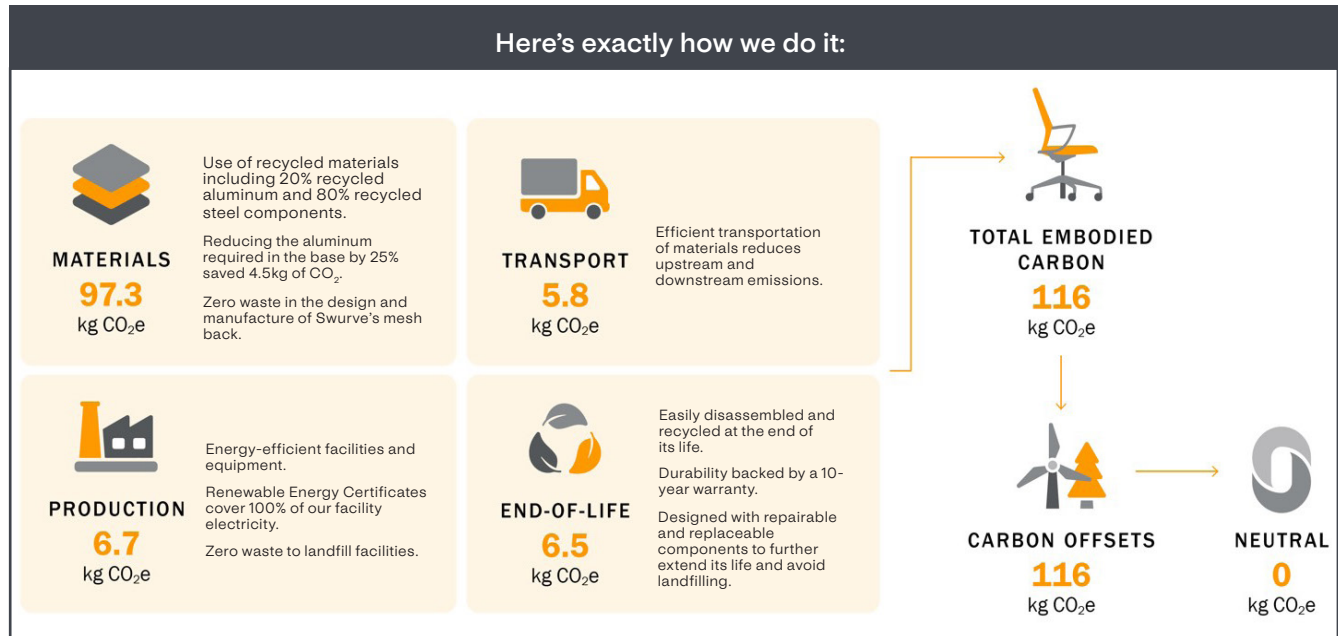 Here's exactly how we do it:
MATERIALS
97.3
kg CO₂e
Use of recycled materials
including 20% recycled
aluminum and 80% recycled
steel components.
Reducing the aluminum
required in the base by 25%
saved 4.5kg of CO₂.
Zero waste in the design and
manufacture of Swurve's mesh
back.
TRANSPORT
5.8
kg CO₂e
Efficient transportation
of materials reduces
upstream and
downstream emissions.
PRODUCTION
6.7
kg CO₂e
Energy-efficient facilities and
equipment.
Renewable Energy Certificates
cover 100% of our facility
electricity.
Zero waste to landfill facilities.
END-OF-LIFE
6.5
kg CO₂e
Easily disassembled and
recycled at the end of
its life.
Durability backed by a 10-
year warranty.
Designed with repairable
and replaceable
components to further
extend its life and avoid
landfilling.
TOTAL EMBODIED
CARBON
116
kg CO₂e
CARBON OFFSETS
116
kg CO₂e
NEUTRAL
0
kg CO₂e